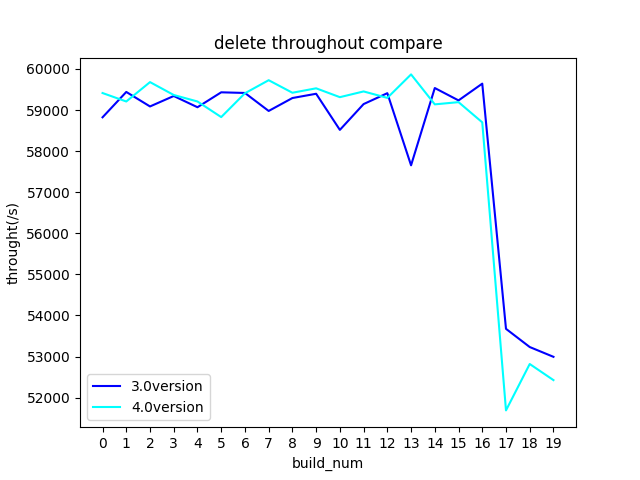 delete throughout compare
throught(/s)
60000
59000
58000
57000
56000
55000
54000
53000
52000
3.0version
4.0version
0 1 2 3 4 5 6 7 8 9 10 11 12 13 14 15 16 17 18 19
build_num